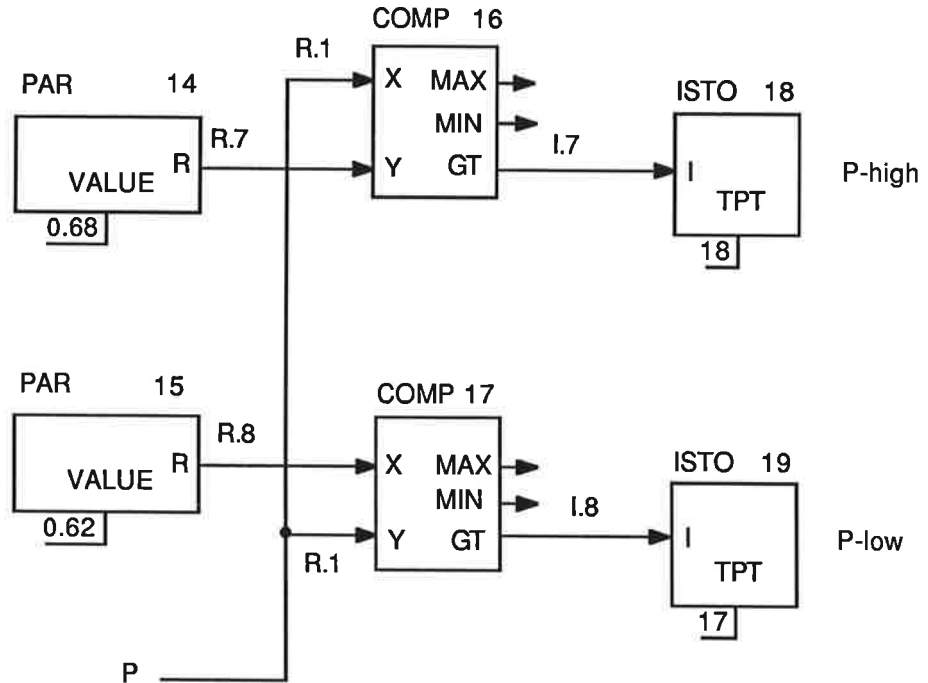 COMP 16
R.1
PAR 14
X MAX
ISTO 18
MIN
R.7
I.7
R
Y GT
I
P-high
VALUE
TPT
0.68
18
PAR 15
COMP 17
R.8
R
X MAX
ISTO 19
VALUE
MIN
I.8
0.62
Y GT
I
P-low
R.1
TPT
17
P